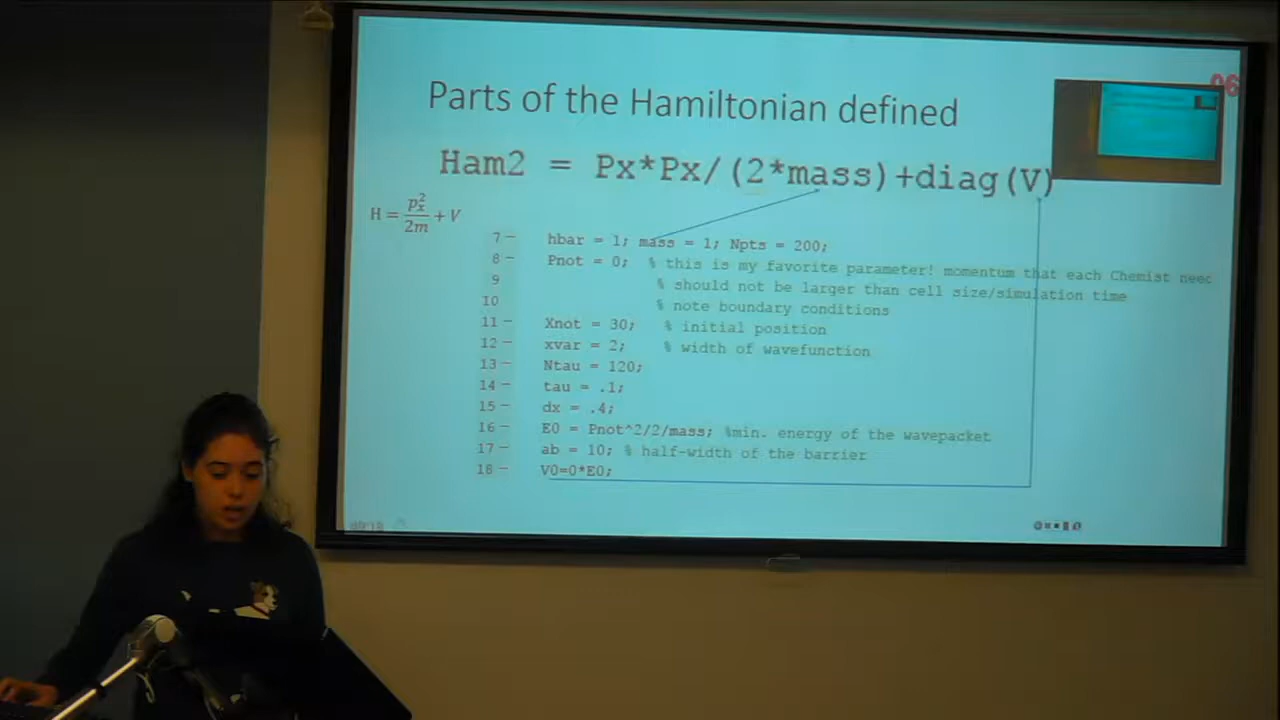 Parts of the Hamiltonian defined
06
Ham2 = Px*Px/(2*mass)+diag(V)
H = p_x^2/2m + V
7 - hbar = 1; mass = 1; Npts = 200;
8 - Pnot = 0; % this is my favorite parameter! momentum that each Chemist need
9 % should not be larger than cell size/simulation time
10 % note boundary conditions
11 - Xnot = 30; % initial position
12 - xvar = 2; % width of wavefunction
13 - Ntau = 120;
14 - tau = .1;
15 - dx = .4;
16 - E0 = Pnot^2/2/mass; %min. energy of the wavepacket
17 - ab = 10; % half-width of the barrier
18 - V0=0*E0;